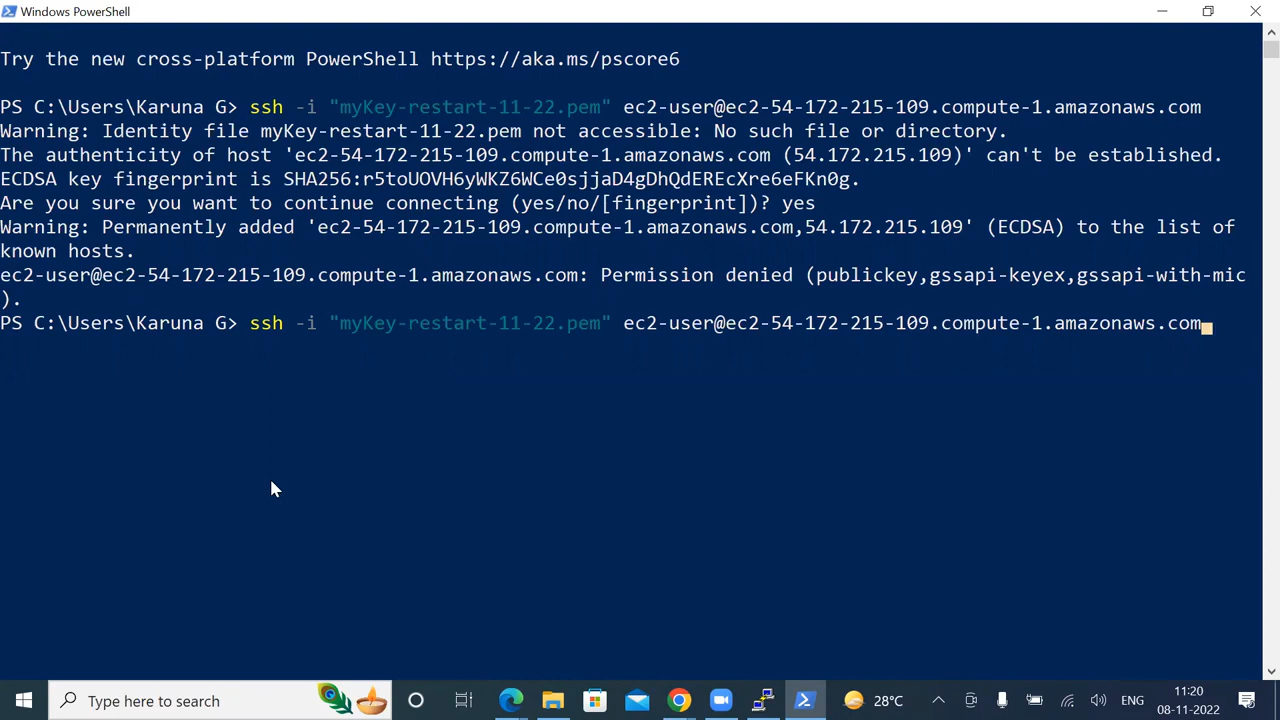 Windows PowerShell
Try the new cross-platform PowerShell https://aka.ms/pscore6
PS C:\Users\Karuna G> ssh -i "myKey-restart-11-22.pem" ec2-user@ec2-54-172-215-109.compute-1.amazonaws.com
Warning: Identity file myKey-restart-11-22.pem not accessible: No such file or directory.
The authenticity of host 'ec2-54-172-215-109.compute-1.amazonaws.com (54.172.215.109)' can't be established.
ECDSA key fingerprint is SHA256:r5toUOVH6yWKZ6WCe0sjjaD4gDhQdEREcXre6eFKn0g.
Are you sure you want to continue connecting (yes/no/[fingerprint])? yes
Warning: Permanently added 'ec2-54-172-215-109.compute-1.amazonaws.com,54.172.215.109' (ECDSA) to the list of
known hosts.
ec2-user@ec2-54-172-215-109.compute-1.amazonaws.com: Permission denied (publickey,gssapi-keyex,gssapi-with-mic
).
PS C:\Users\Karuna G> ssh -i "myKey-restart-11-22.pem" ec2-user@ec2-54-172-215-109.compute-1.amazonaws.com
Type here to search
28°C
ENG
11:20
08-11-2022